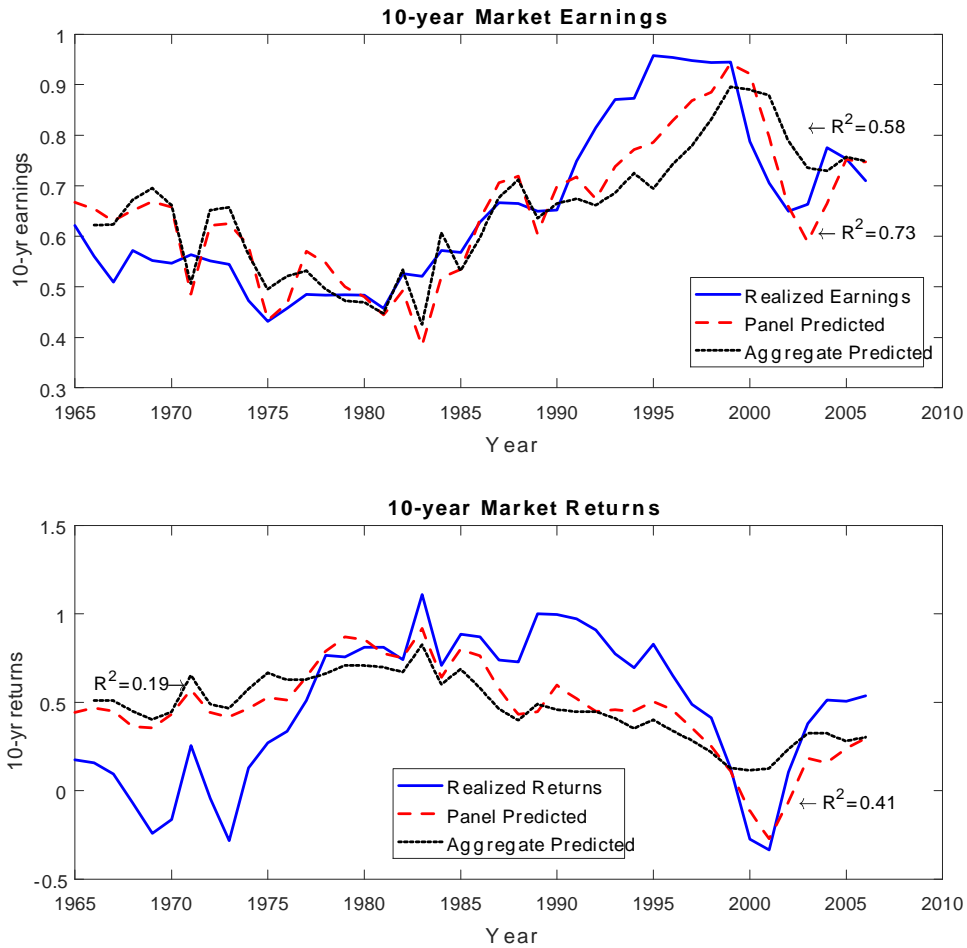 10-year Market Earnings
1
0.9
0.8
0.7
0.6
0.5
0.4
0.3
10-yr earnings
← R²=0.58
← R²=0.73
Realized Earnings
Panel Predicted
Aggregate Predicted
1965 1970 1975 1980 1985 1990 1995 2000 2005 2010
Year
10-year Market Returns
1.5
1
0.5
0
-0.5
10-yr returns
R²=0.19→
← R²=0.41
Realized Returns
Panel Predicted
Aggregate Predicted
1965 1970 1975 1980 1985 1990 1995 2000 2005 2010
Year